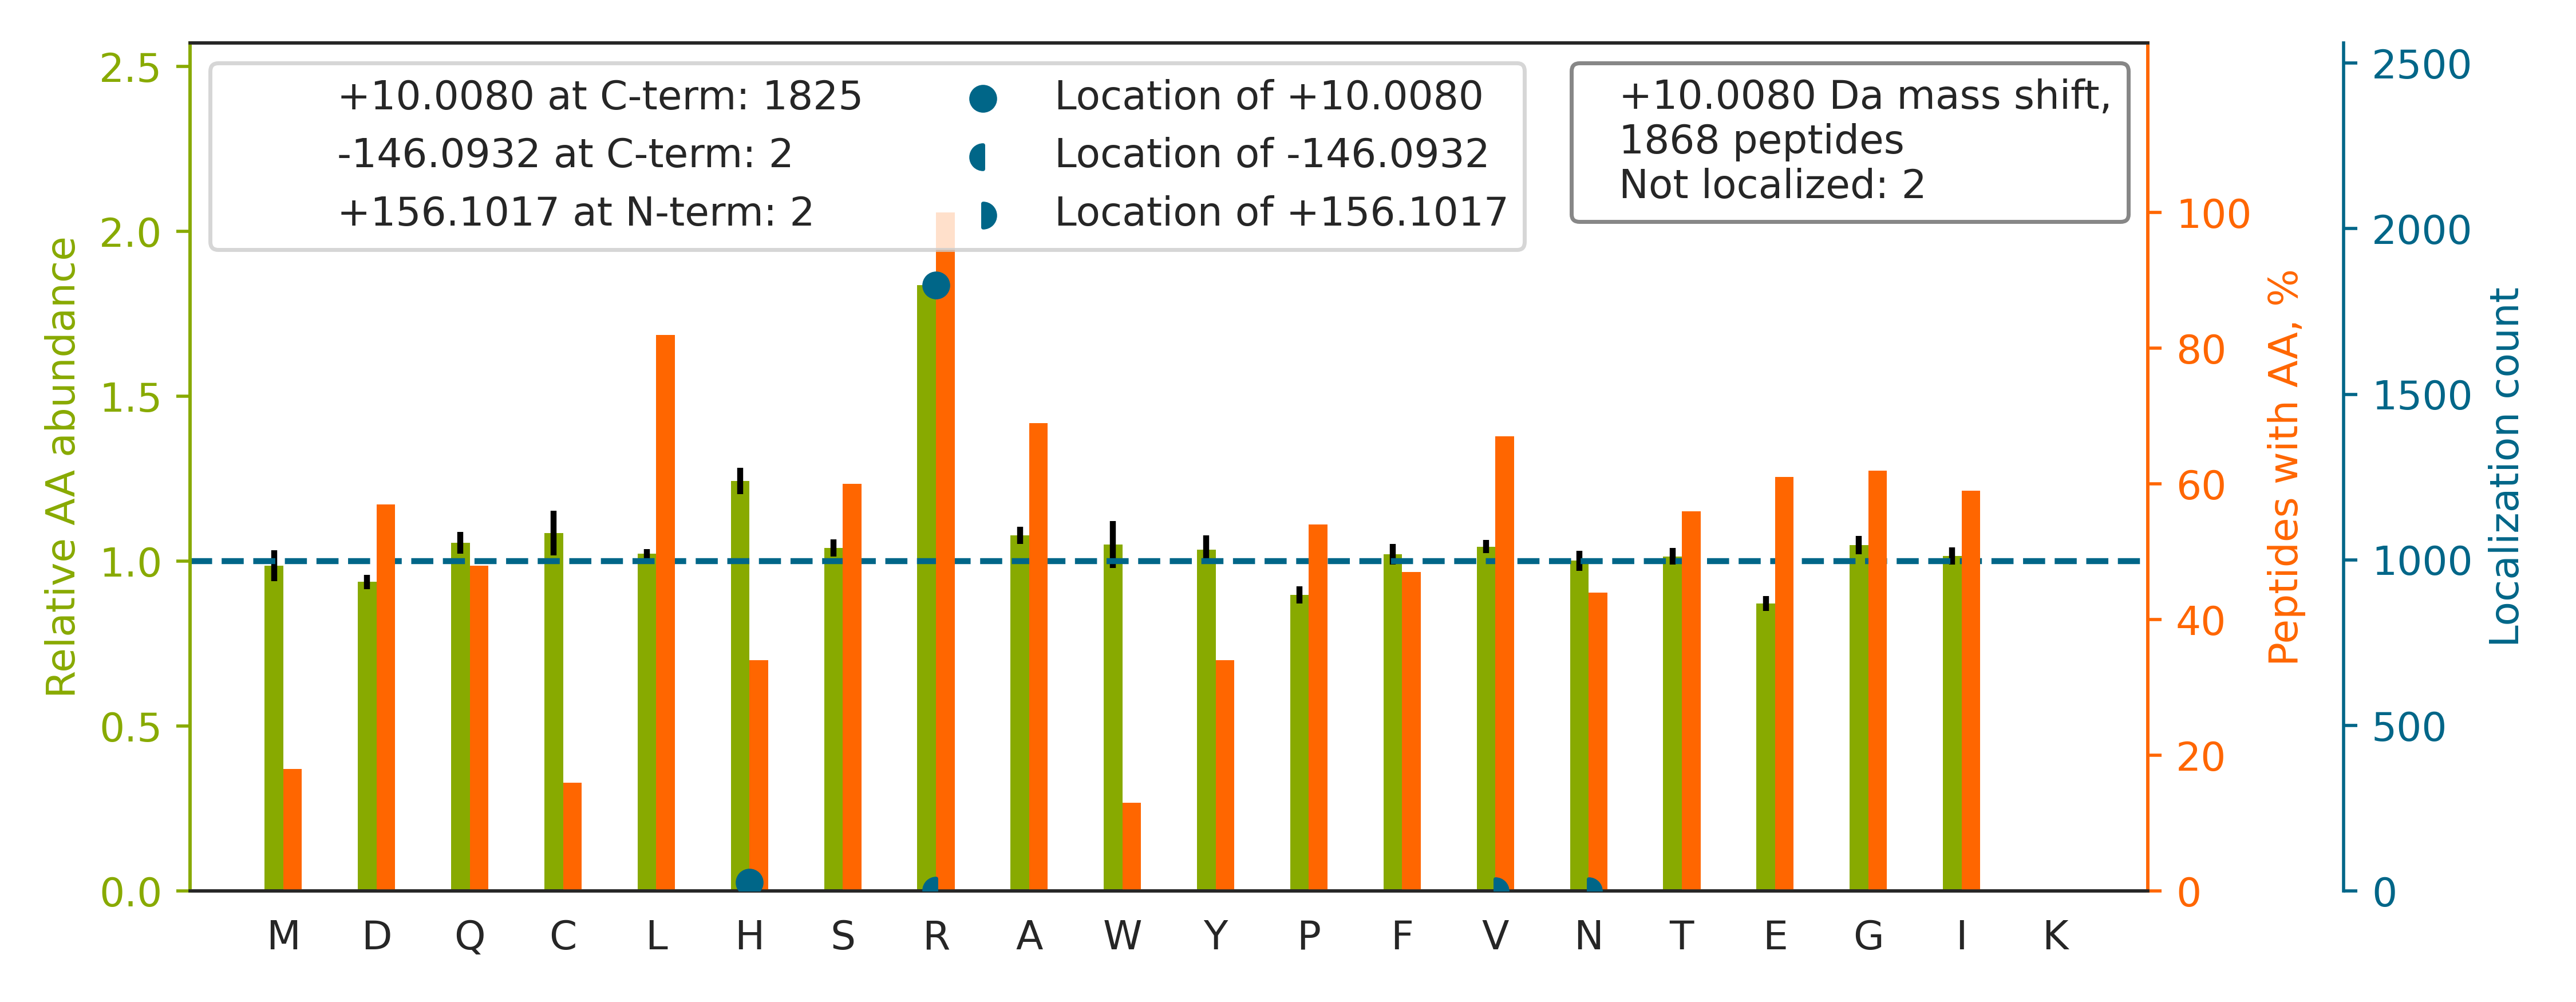 +10.0080 at C-term: 1825
-146.0932 at C-term: 2
+156.1017 at N-term: 2
Location of +10.0080
Location of -146.0932
Location of +156.1017
+10.0080 Da mass shift,
1868 peptides
Not localized: 2
Relative AA abundance
2.5
2.0
1.5
1.0
0.5
0.0
M D Q C L H S R A W Y P F V N T E G I K
100
80
60
40
20
0
Peptides with AA, %
2500
2000
1500
1000
500
0
Localization count